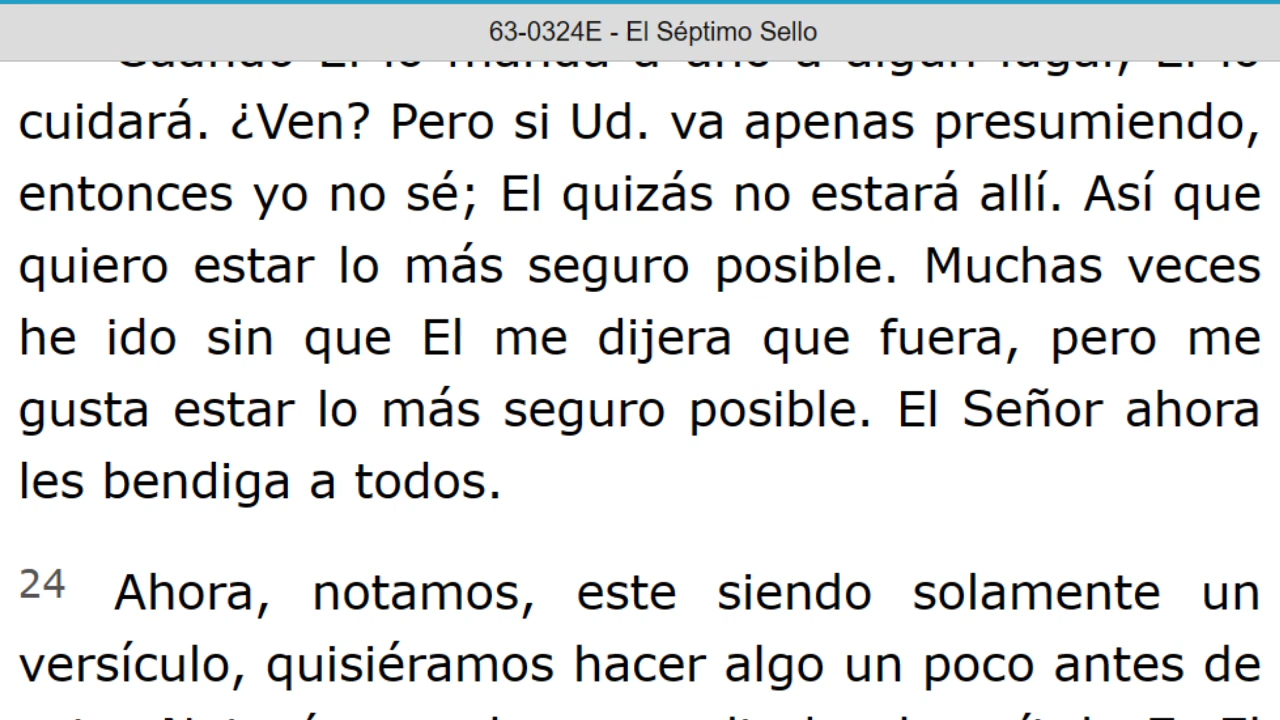 63-0324E - El Séptimo Sello
cuidará. ¿Ven? Pero si Ud. va apenas presumiendo,
entonces yo no sé; El quizás no estará allí. Así que
quiero estar lo más seguro posible. Muchas veces
he ido sin que El me dijera que fuera, pero me
gusta estar lo más seguro posible. El Señor ahora
les bendiga a todos.
24 Ahora, notamos, este siendo solamente un
versículo, quisiéramos hacer algo un poco antes de